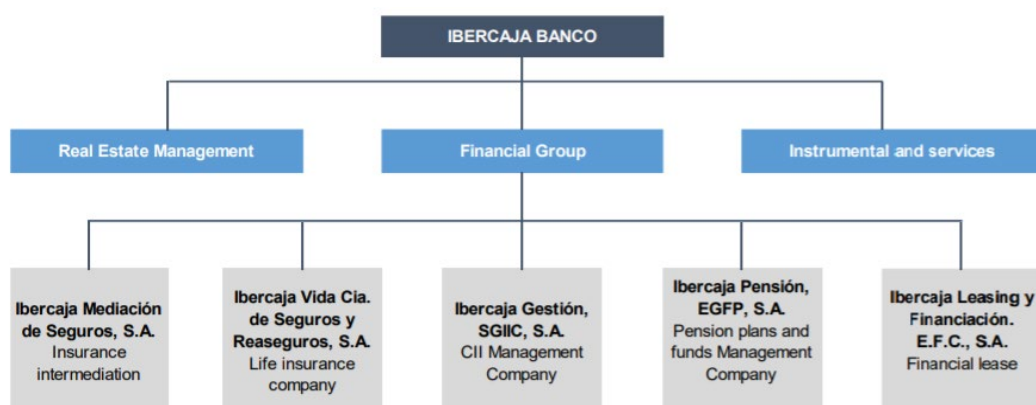 IBERCAJA BANCO
Real Estate Management
Financial Group
Instrumental and services
Ibercaja Mediación
de Seguros, S.A.
Insurance
intermediation
Ibercaja Vida Cia.
de Seguros y
Reaseguros, S.A.
Life insurance
company
Ibercaja Gestión,
SGIIC, S.A.
CII Management
Company
Ibercaja Pensión,
EGFP, S.A.
Pension plans and
funds Management
Company
Ibercaja Leasing y
Financiación.
E.F.C., S.A.
Financial lease